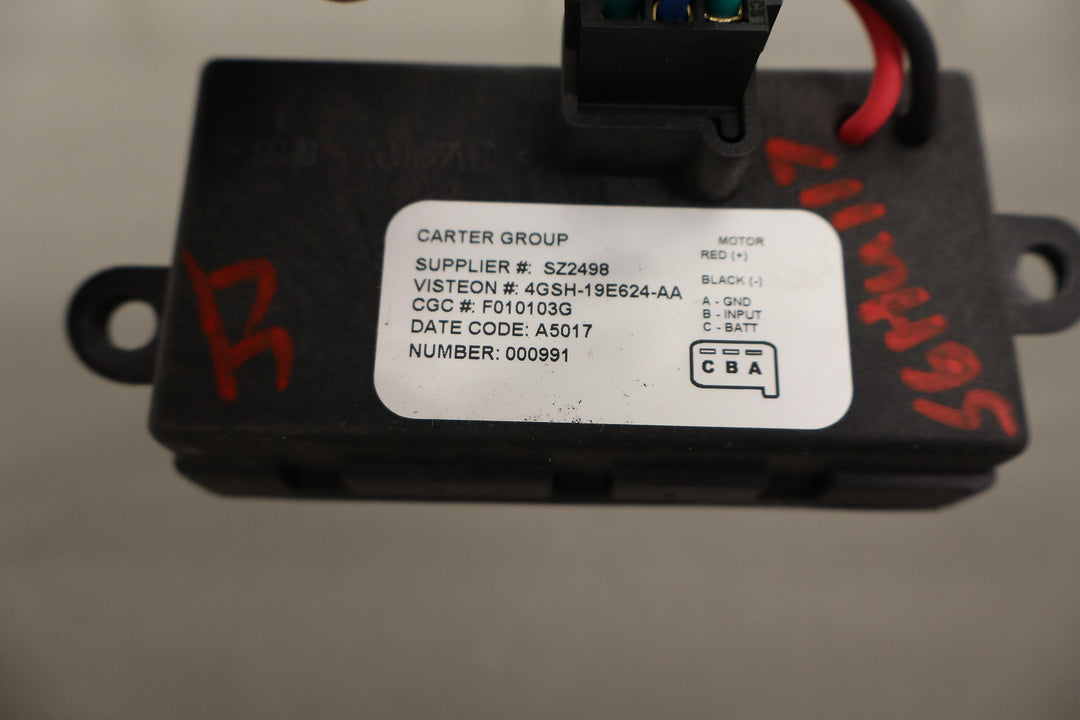 CARTER GROUP
SUPPLIER #: SZ2498
VISTEON #: 4GSH-19E624-AA
CGC #: F010103G
DATE CODE: A5017
NUMBER: 000991
MOTOR
RED (+)
BLACK (-)
A - GND
B - INPUT
C - BATT
C B A